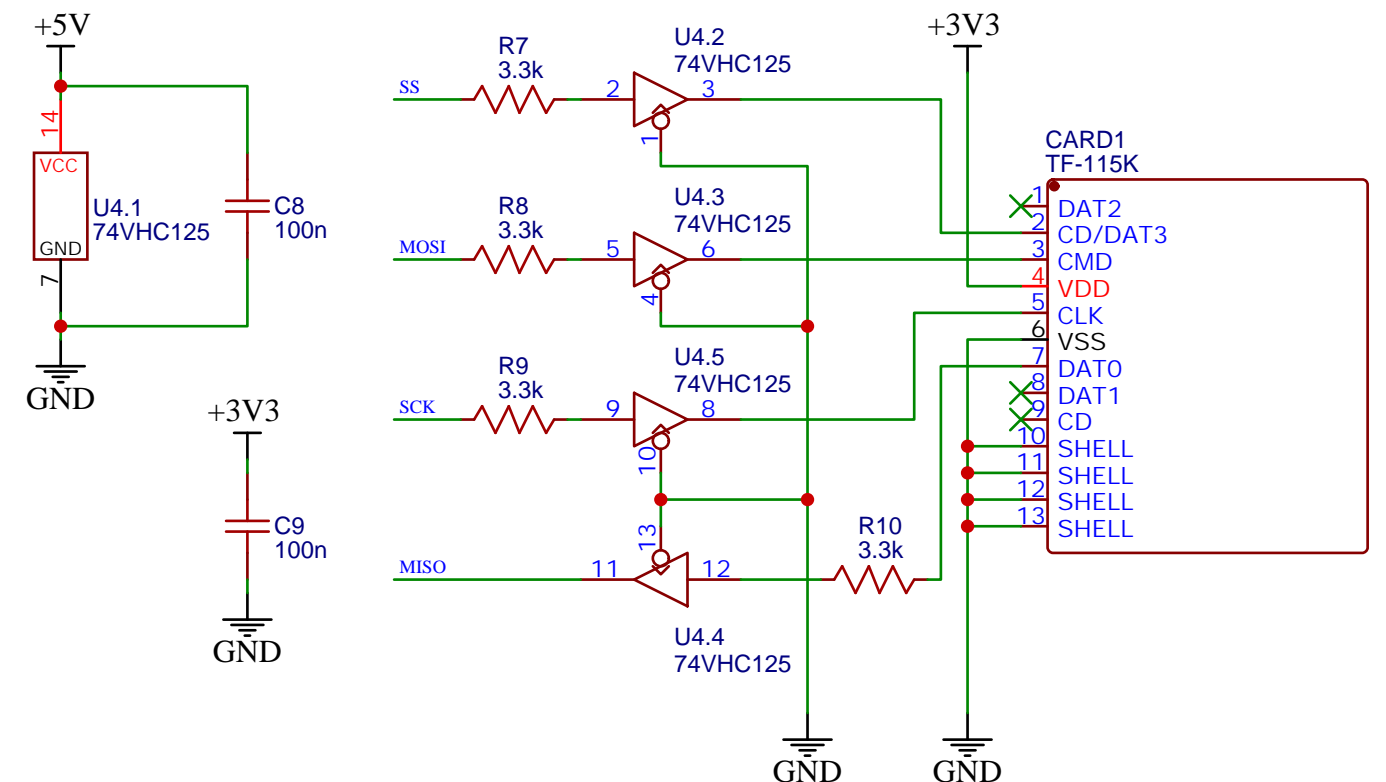 +5V
14
VCC
U4.1
74VHC125
GND
7
GND
C8
100n
+3V3
C9
100n
GND
SS
R7
3.3k
2
U4.2
74VHC125
3
1
MOSI
R8
3.3k
5
U4.3
74VHC125
6
4
SCK
R9
3.3k
9
U4.5
74VHC125
8
10
MISO
11
13
12
U4.4
74VHC125
R10
3.3k
GND
+3V3
GND
CARD1
TF-115K
1 DAT2
2 CD/DAT3
3 CMD
4 VDD
5 CLK
6 VSS
7 DAT0
8 DAT1
9 CD
10 SHELL
11 SHELL
12 SHELL
13 SHELL